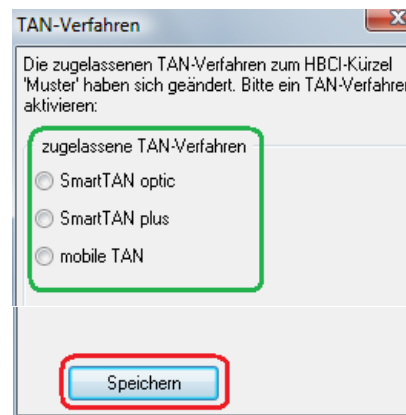 TAN-Verfahren
Die zugelassenen TAN-Verfahren zum HBCI-Kürzel
'Muster' haben sich geändert. Bitte ein TAN-Verfahren
aktivieren:
zugelassene TAN-Verfahren
SmartTAN optic
SmartTAN plus
mobile TAN
Speichern